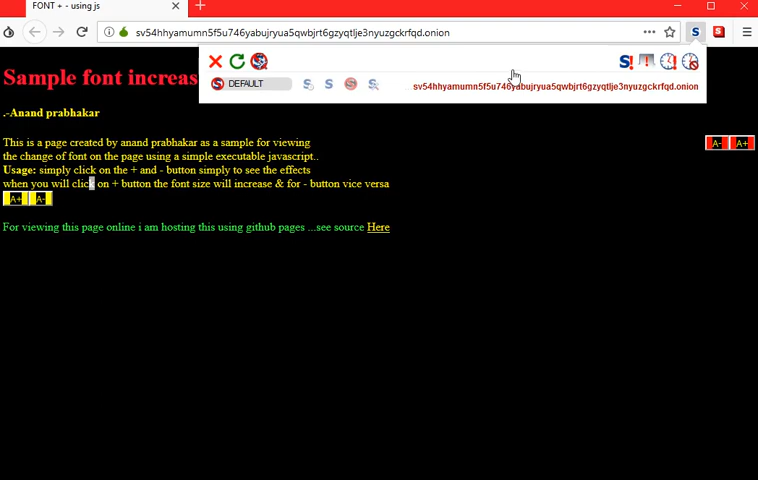 FONT + - using js
sv54hhyamumn5f5u746yabujryua5qwbjrt6gzyqtlje3nyuzgckrfqd.onion
DEFAULT
sv54hhyamumn5f5u746yabujryua5qwbjrt6gzyqtlje3nyuzgckrfqd.onion
Sample font increas
.-Anand prabhakar
This is a page created by anand prabhakar as a sample for viewing
the change of font on the page using a simple executable javascript..
Usage: simply click on the + and - button simply to see the effects
when you will click on + button the font size will increase & for - button vice versa
A- A+
A+ A-
For viewing this page online i am hosting this using github pages ...see source Here